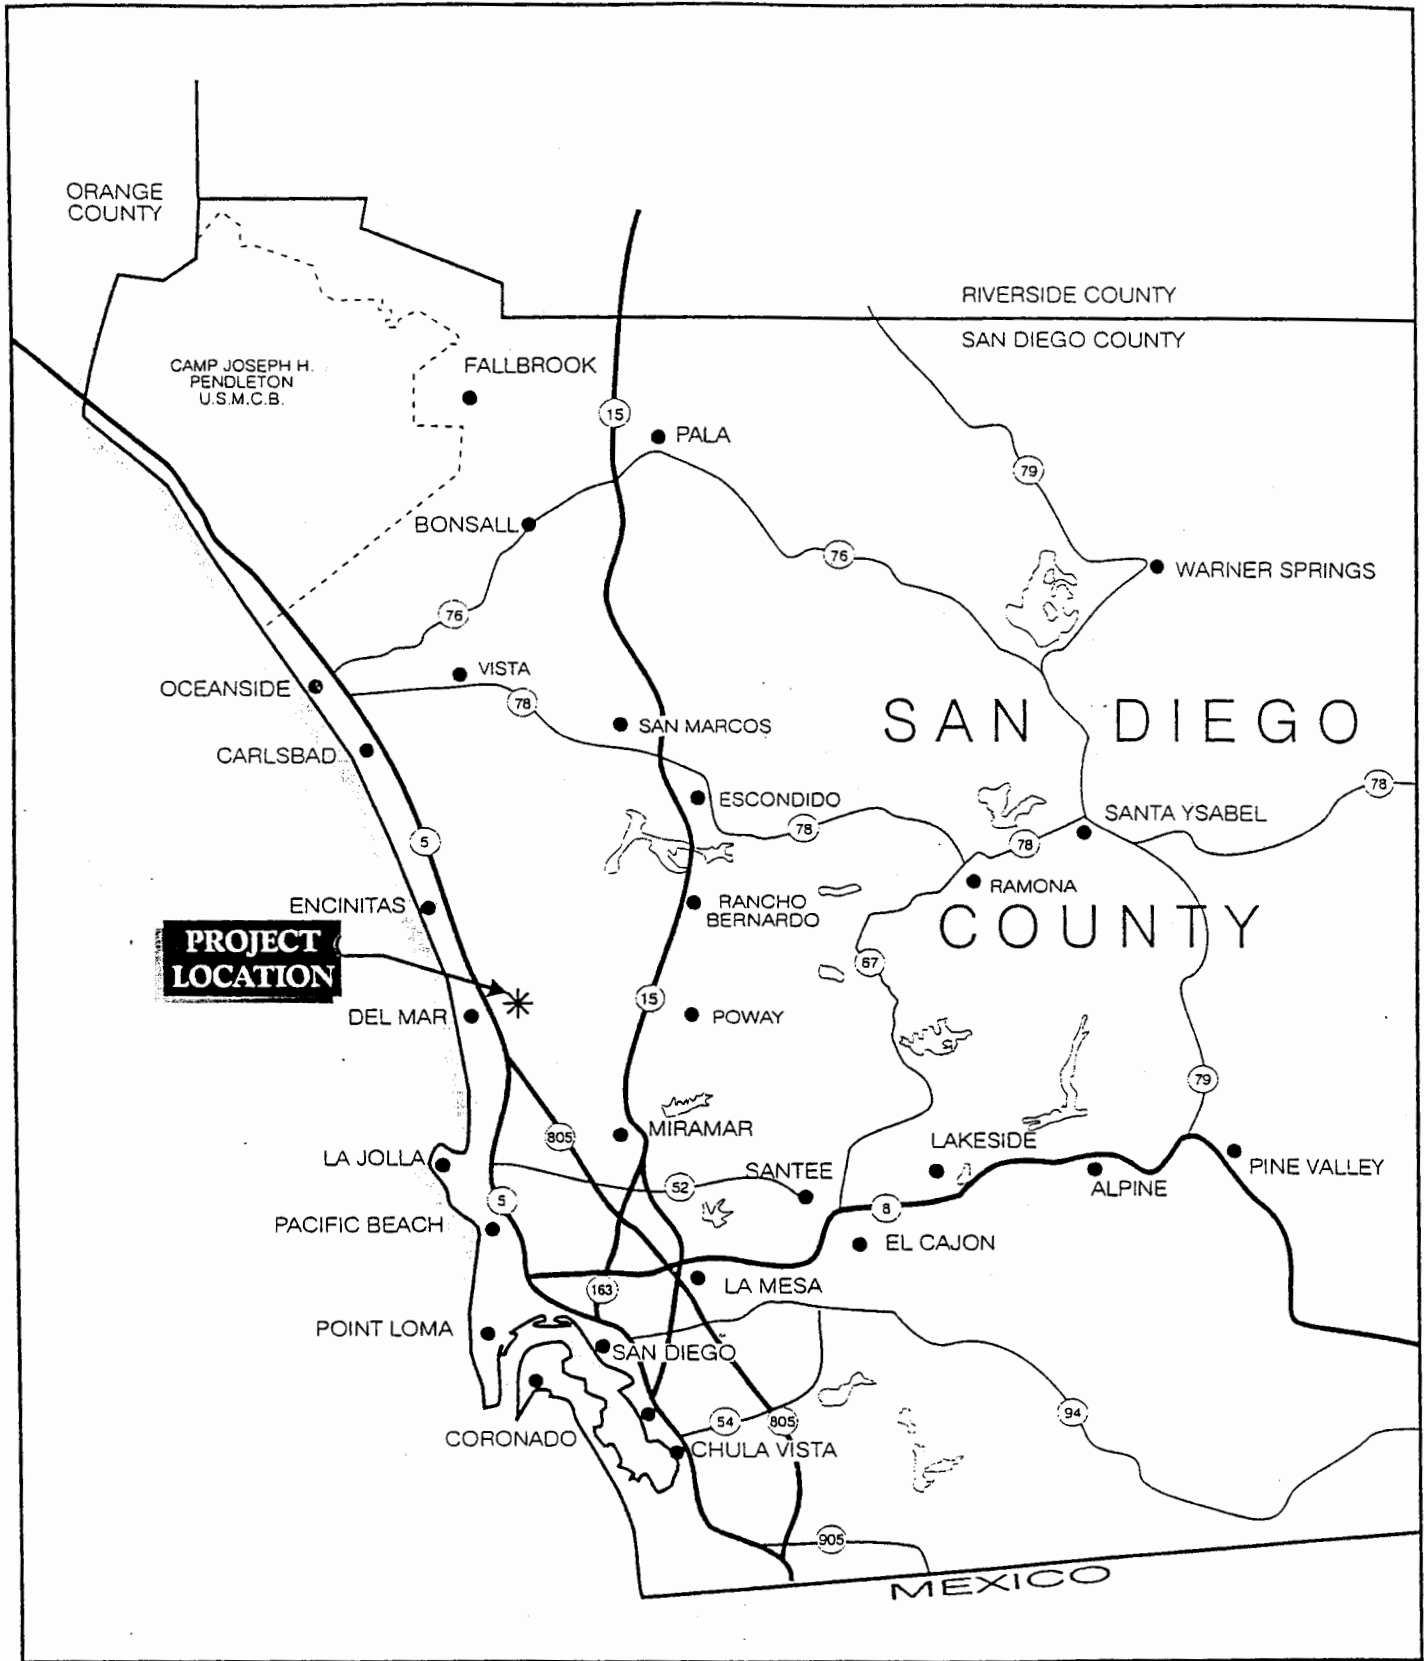 ORANGE
COUNTY
RIVERSIDE COUNTY
SAN DIEGO COUNTY
CAMP JOSEPH H.
PENDLETON
U.S.M.C.B.
FALLBROOK
15
PALA
79
BONSALL
76
WARNER SPRINGS
76
VISTA
OCEANSIDE
78
SAN MARCOS
SAN DIEGO
CARLSBAD
78
ESCONDIDO
SANTA YSABEL
78
5
78
RAMONA
ENCINITAS
RANCHO
BERNARDO
COUNTY
PROJECT
LOCATION
67
15
DEL MAR
POWAY
79
805
MIRAMAR
LAKESIDE
LA JOLLA
SANTEE
PINE VALLEY
52
ALPINE
5
8
PACIFIC BEACH
EL CAJON
163
LA MESA
POINT LOMA
SAN DIEGO
94
54
805
CORONADO
CHULA VISTA
905
MEXICO